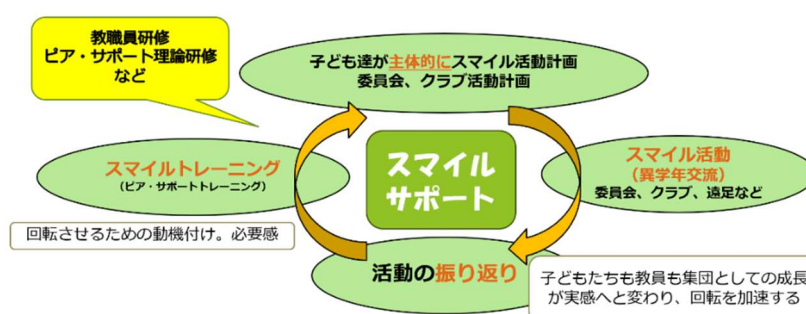 教職員研修
ピア・サポート理論研修
など
子ども達が主体的にスマイル活動計画
委員会、クラブ活動計画
スマイルトレーニング
(ピア・サポートトレーニング)
スマイル
サポート
スマイル活動
(異学年交流)
委員会、クラブ、遠足など
回転させるための動機付け。必要感
活動の振り返り
子どもたちも教員も集団としての成長
が実感へと変わり、回転を加速する